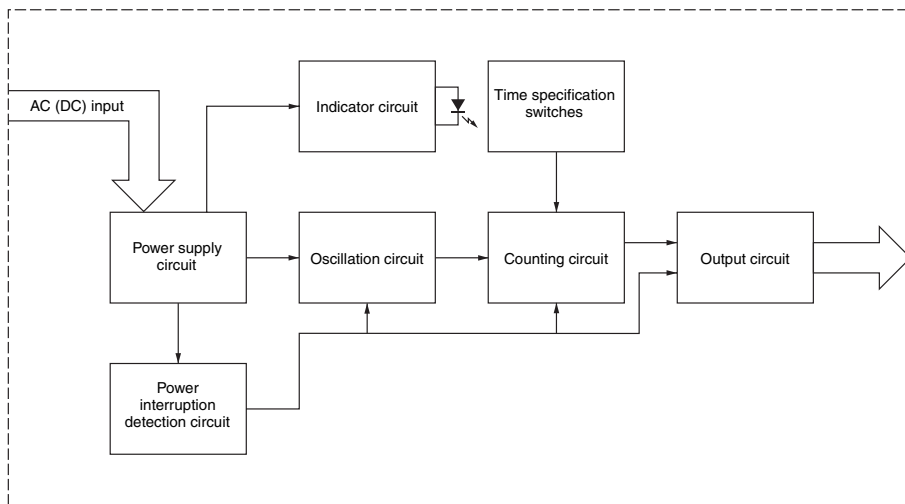 AC (DC) input
Indicator circuit
Time specification
switches
Power supply
circuit
Oscillation circuit
Counting circuit
Output circuit
Power
interruption
detection circuit